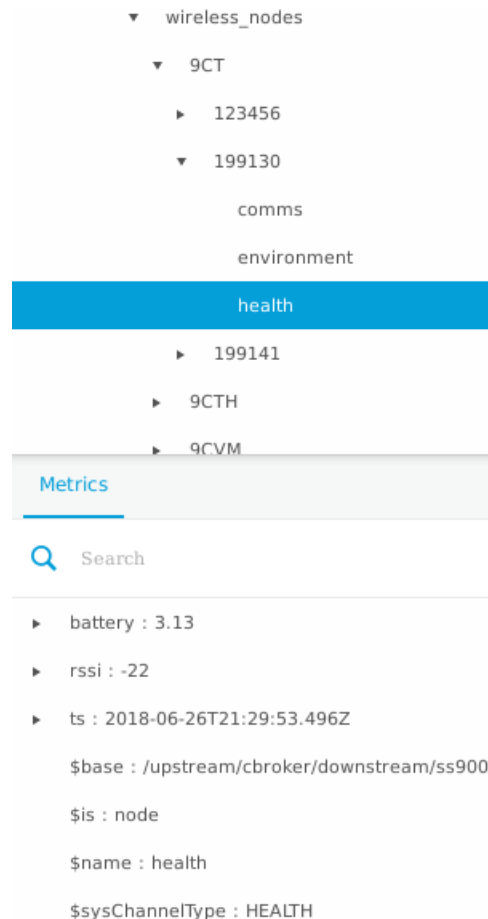 wireless_nodes
9CT
123456
199130
comms
environment
health
199141
9CTH
9CVM
Metrics
Search
battery : 3.13
rssi : -22
ts : 2018-06-26T21:29:53.496Z
$base : /upstream/cbroker/downstream/ss900
$is : node
$name : health
$sysChannelType : HEALTH